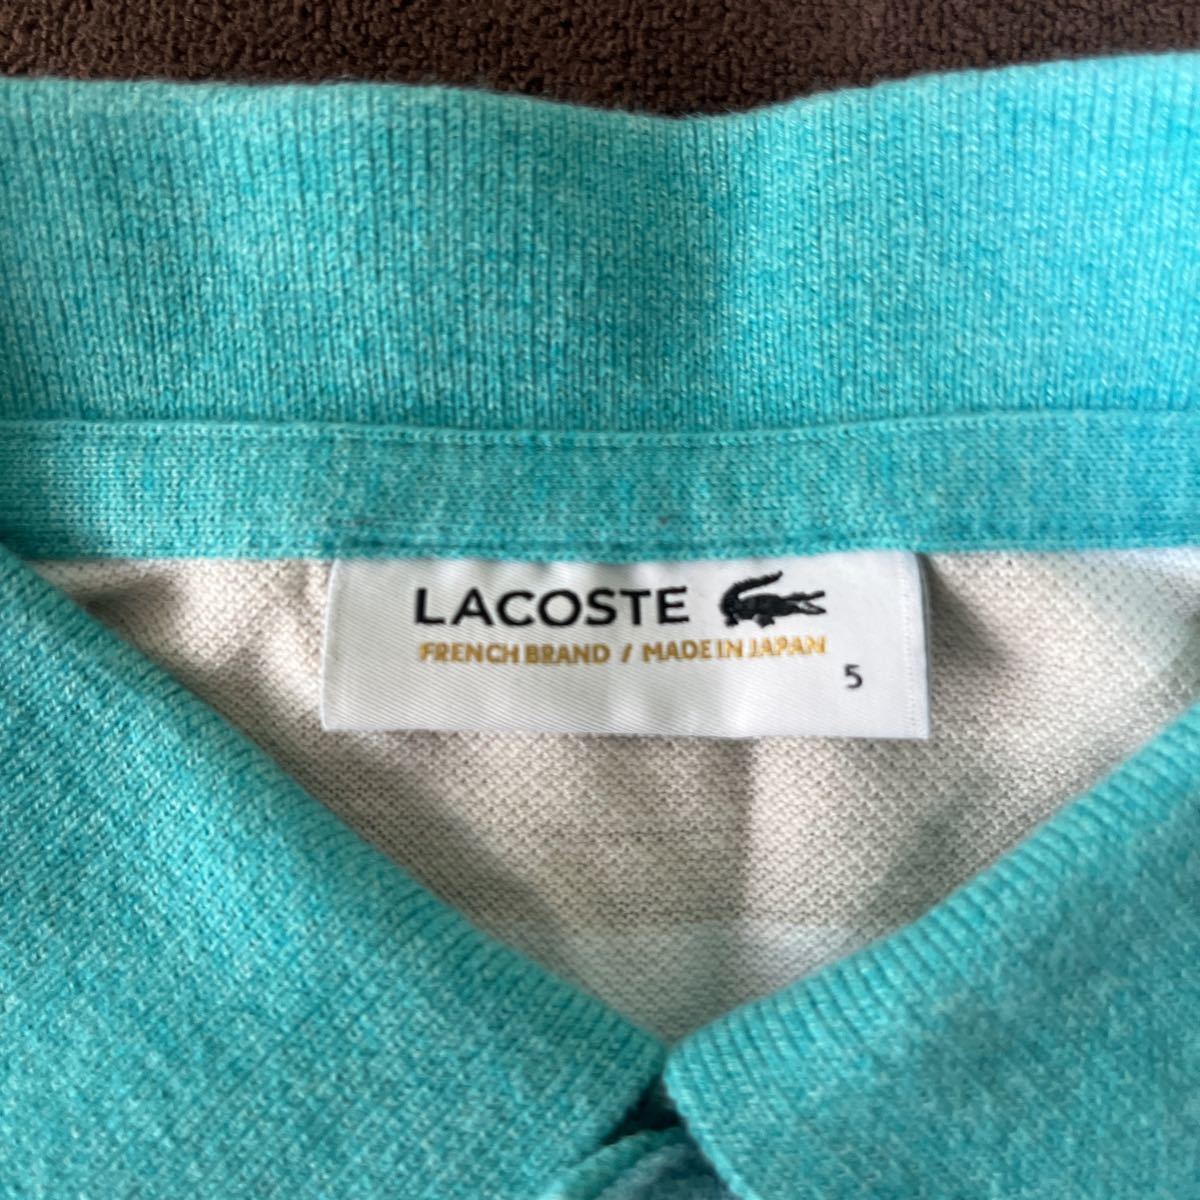 LACOSTE
FRENCH BRAND / MADE IN JAPAN
5